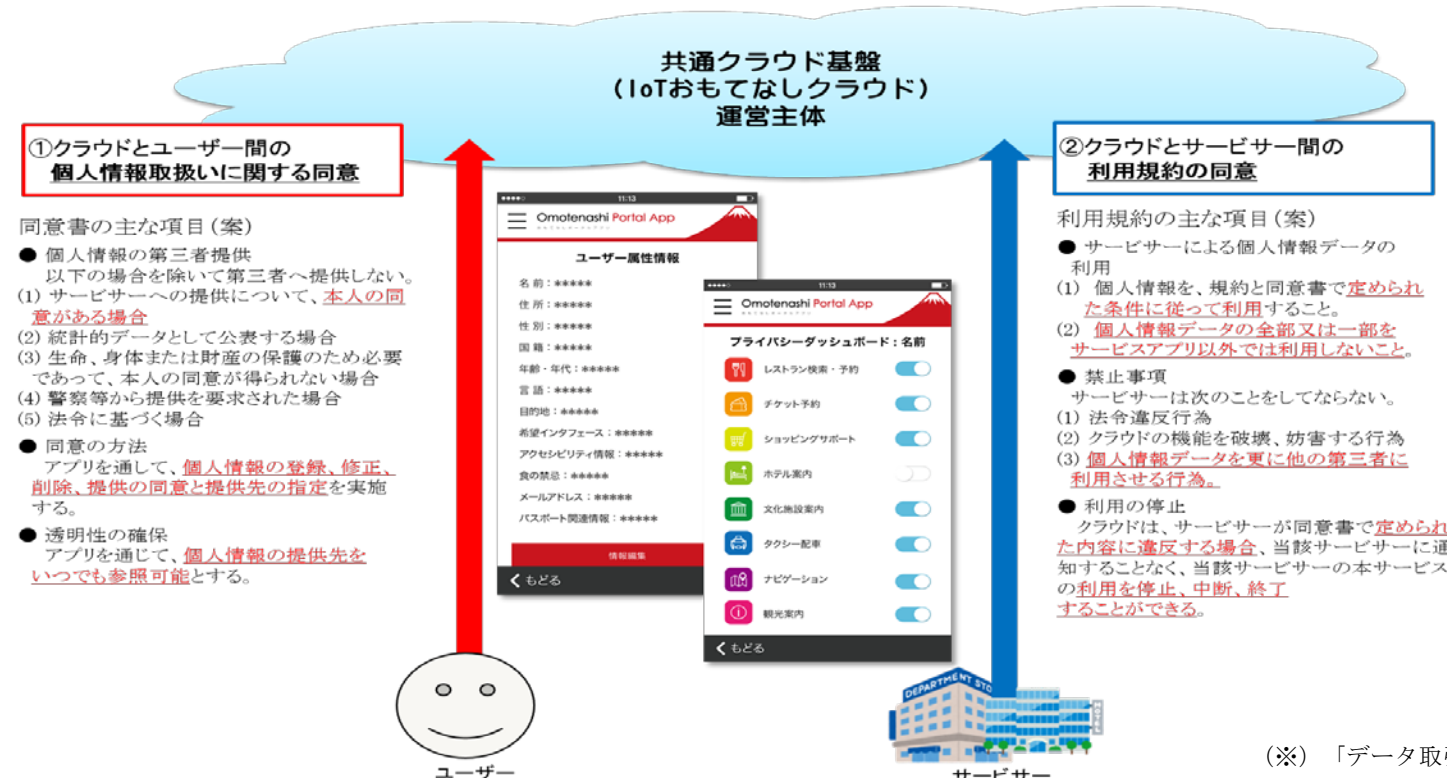 共通クラウド基盤
(IoTおもてなしクラウド)
運営主体
①クラウドとユーザー間の
個人情報取扱いに関する同意
同意書の主な項目(案)
● 個人情報の第三者提供
以下の場合を除いて第三者へ提供しない。
(1) サービサーへの提供について、本人の同
意がある場合
(2) 統計的データとして公表する場合
(3) 生命、身体または財産の保護のため必要
であって、本人の同意が得られない場合
(4) 警察等から提供を要求された場合
(5) 法令に基づく場合
● 同意の方法
アプリを通して、個人情報の登録、修正、
削除、提供の同意と提供先の指定を実施
する。
● 透明性の確保
アプリを通じて、個人情報の提供先を
いつでも参照可能とする。
11:13
Omotenashi Portal App
ユーザー属性情報
名 前:*****
住 所:*****
性 別:*****
国 籍:*****
年齢・年代:*****
言 語:*****
目的地:*****
希望インタフェース:*****
アクセシビリティ情報:*****
食の禁忌:*****
メールアドレス:*****
パスポート関連情報:*****
情報編集
もどる
11:13
Omotenashi Portal App
プライバシーダッシュボード:名前
レストラン検索・予約
チケット予約
ショッピングサポート
ホテル案内
文化施設案内
タクシー配車
ナビゲーション
観光案内
もどる
②クラウドとサービサー間の
利用規約の同意
利用規約の主な項目(案)
● サービサーによる個人情報データの
利用
(1) 個人情報を、規約と同意書で定められ
た条件に従って利用すること。
(2) 個人情報データの全部又は一部を
サービスアプリ以外では利用しないこと。
● 禁止事項
サービサーは次のことをしてならない。
(1) 法令違反行為
(2) クラウドの機能を破壊、妨害する行為
(3) 個人情報データを更に他の第三者に
利用させる行為。
● 利用の停止
クラウドは、サービサーが同意書で定められ
た内容に違反する場合、当該サービサーに通
知することなく、当該サービサーの本サービス
の利用を停止、中断、終了
することができる。
DEPARTMENT STO
HOTEL
ユーザー
サービサー
(※) 「データ取引